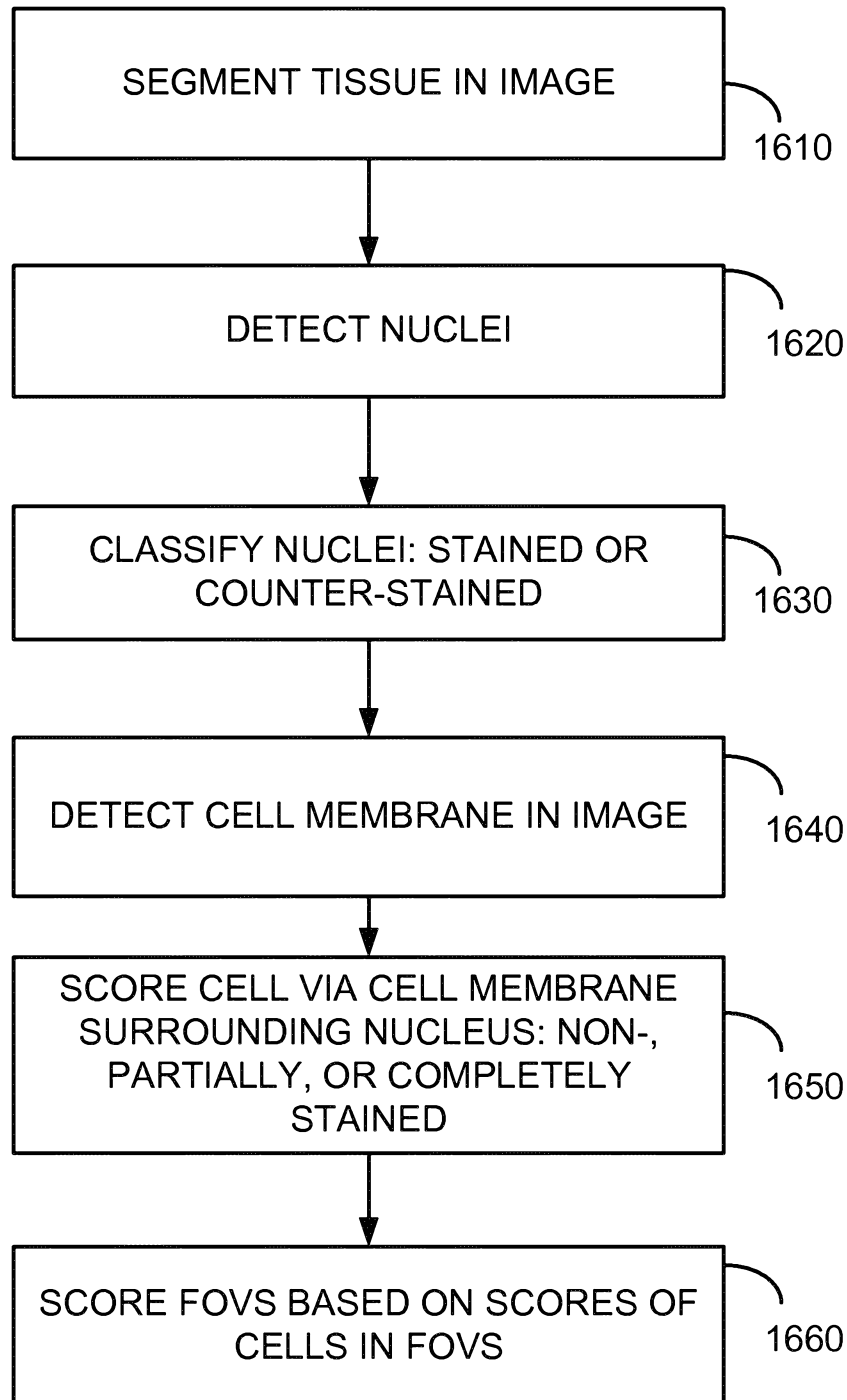 SEGMENT TISSUE IN IMAGE
1610
DETECT NUCLEI
1620
CLASSIFY NUCLEI: STAINED OR
COUNTER-STAINED
1630
DETECT CELL MEMBRANE IN IMAGE
1640
SCORE CELL VIA CELL MEMBRANE
SURROUNDING NUCLEUS: NON-,
PARTIALLY, OR COMPLETELY
STAINED
1650
SCORE FOVS BASED ON SCORES OF
CELLS IN FOVS
1660